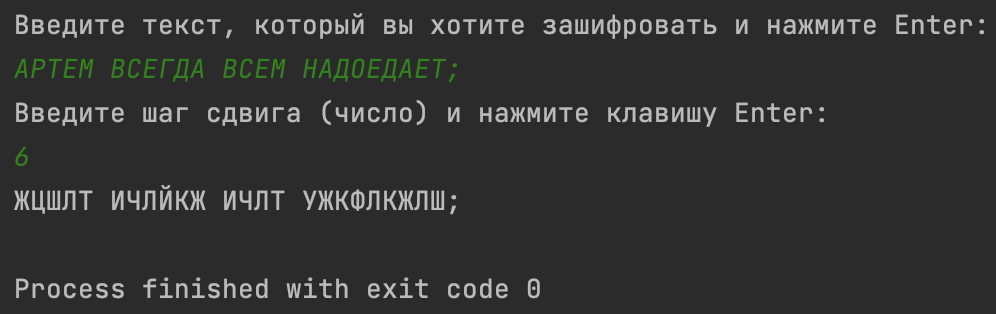 Введите текст, который вы хотите зашифровать и нажмите Enter:
АРТЕМ ВСЕГДА ВСЕМ НАДОЕДАЕТ;
Введите шаг сдвига (число) и нажмите клавишу Enter:
6
ЖЦШЛТ ИЧЛЙКЖ ИЧЛТ УЖКФЛКЖЛШ;
Process finished with exit code 0